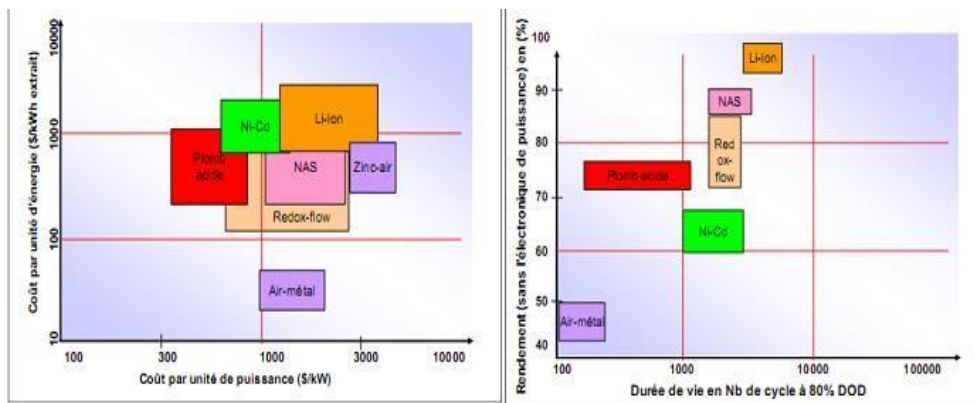 Coût par unité d'énergie ($/kWh extrait)
10000
1000
100
10
Ni-Cd
Li-Ion
Plomb
acide
NAS
Zinc-air
Redox-flow
Air-métal
100
300
1000
3000
10000
Coût par unité de puissance ($/kW)
Rendement (sans l'électronique de puissance) en (%)
100
90
80
70
60
50
40
Li-Ion
NAS
Red
ox-
flow
Plomb acide
Ni-Cd
Air-métal
100
1000
10000
100000
Durée de vie en Nb de cycle à 80% DOD